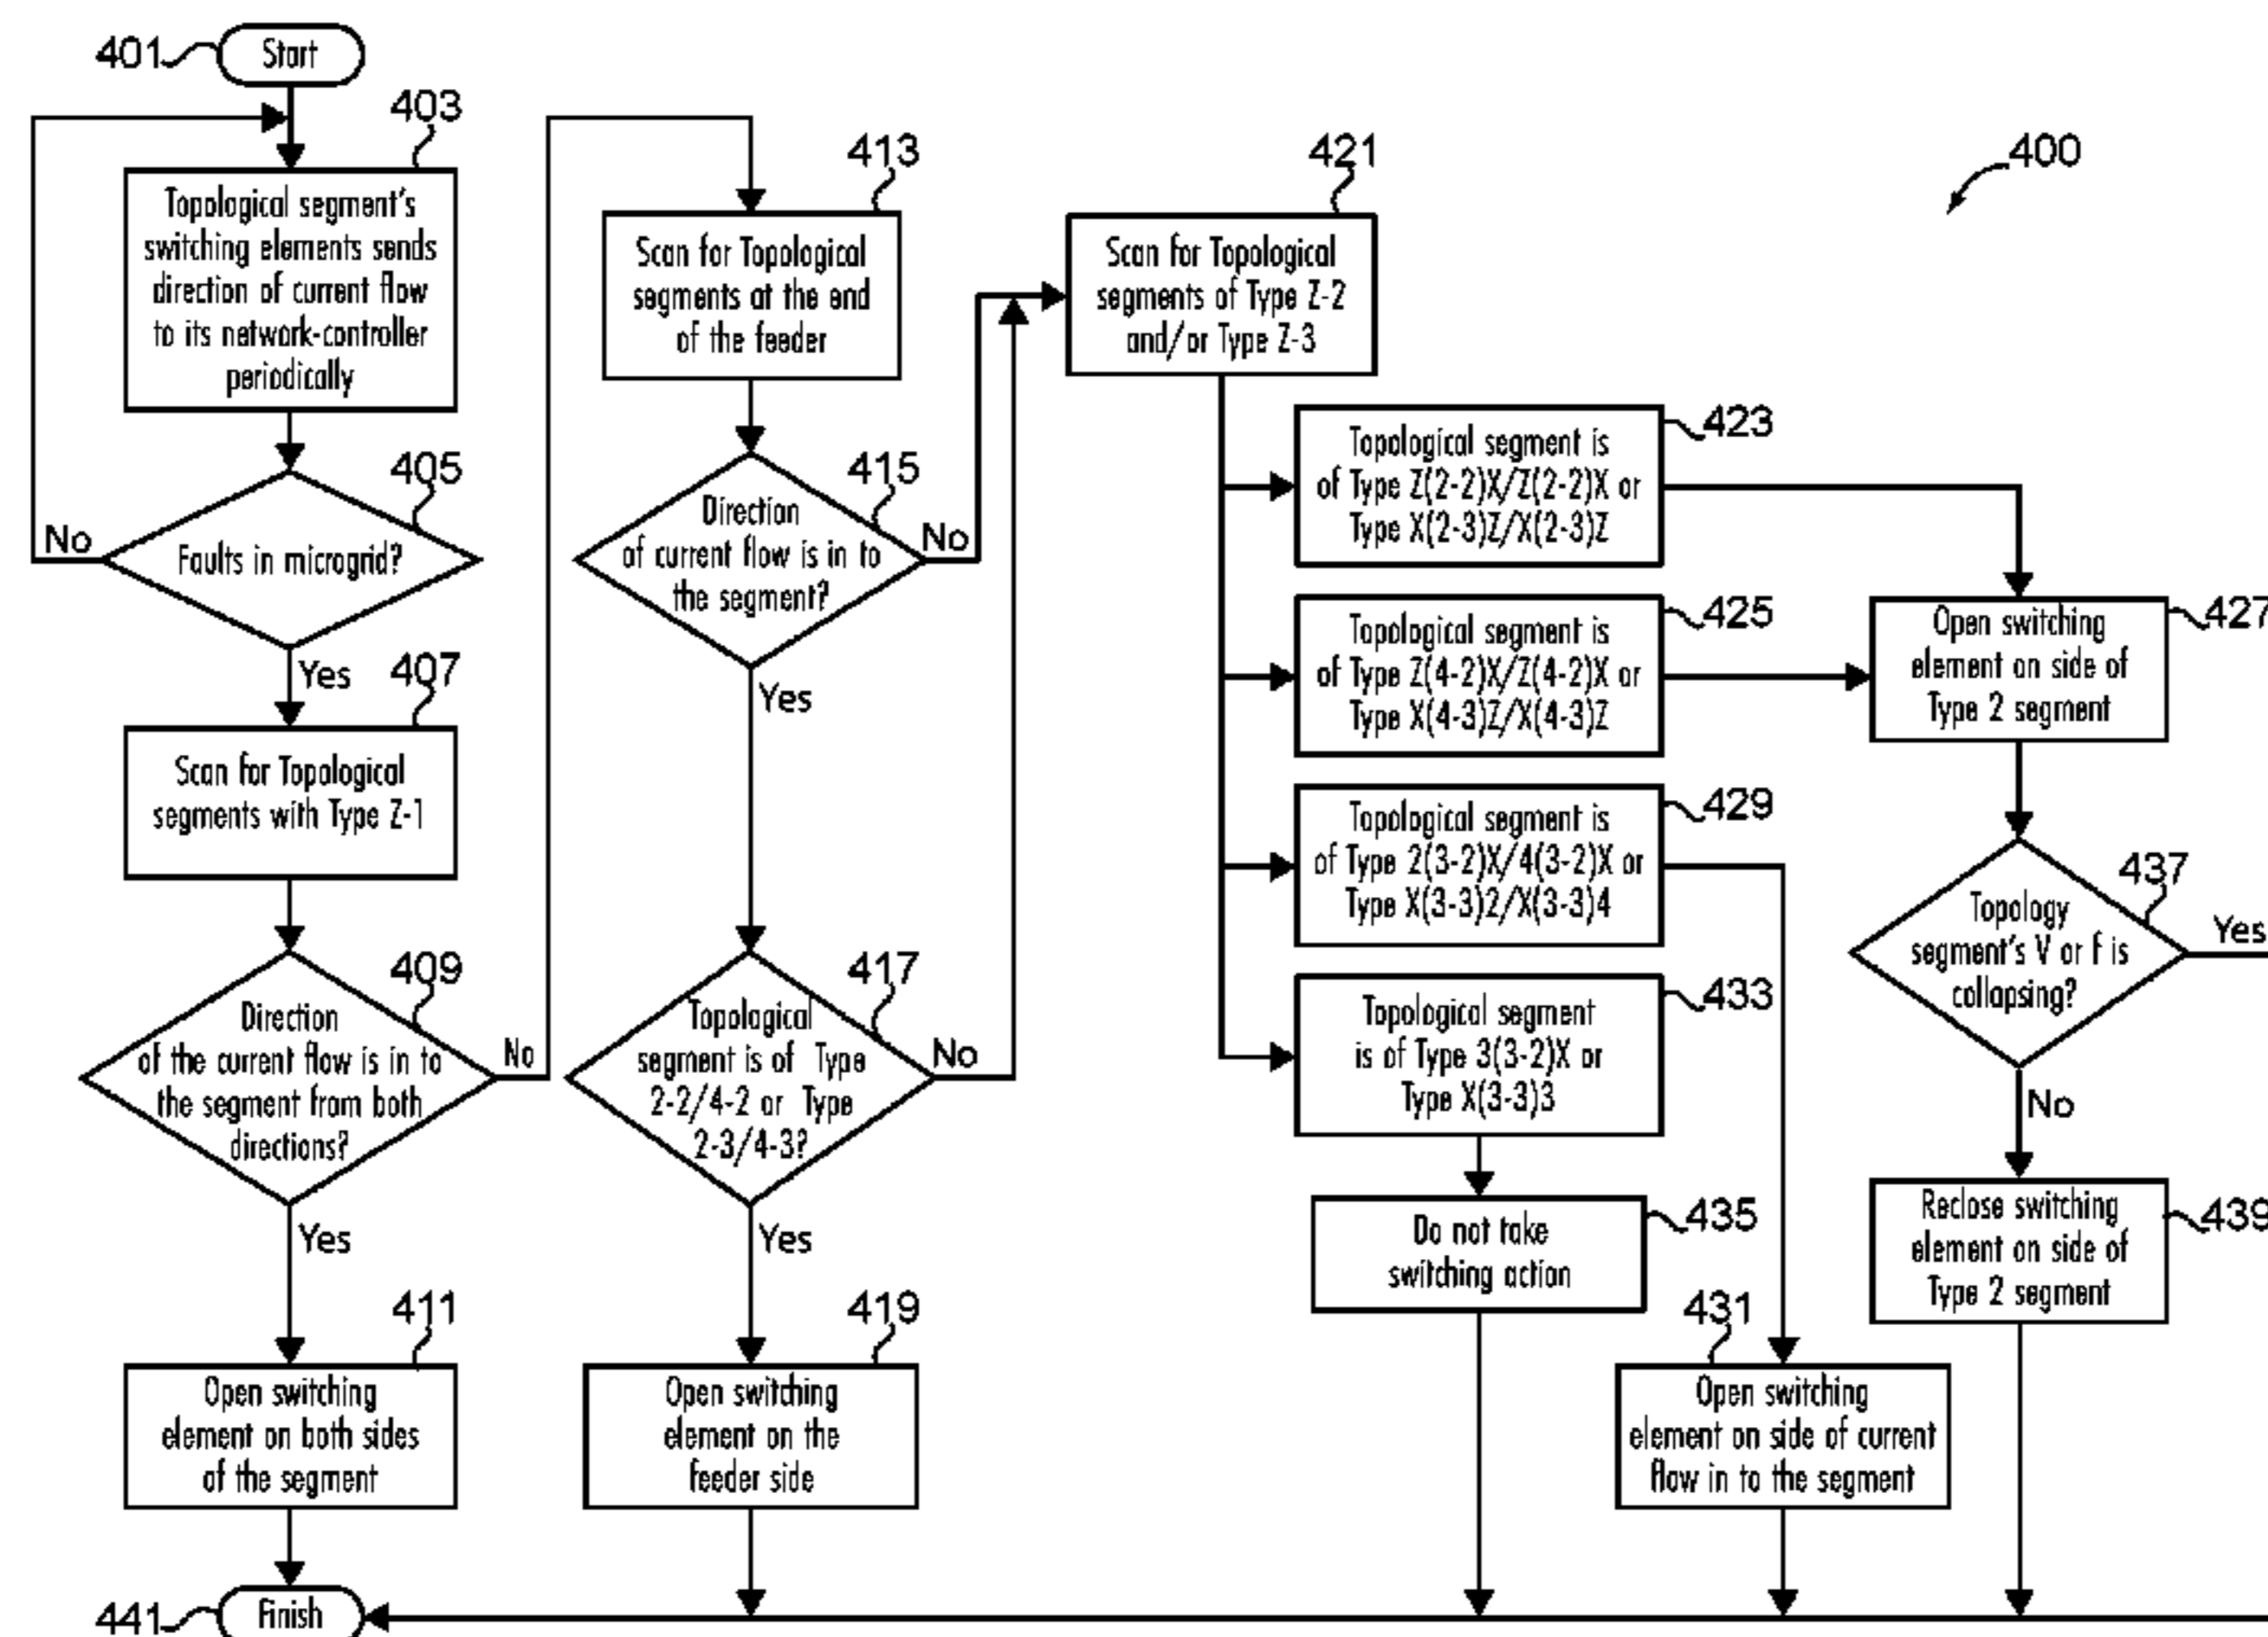 401
Start
403
Topological segment's
switching elements sends
direction of current flow
to its network-controller
periodically
405
No
Faults in microgrid?
Yes
407
Scan for Topological
segments with Type Z-1
409
Direction
of the current flow is in to
the segment from both
directions?
No
Yes
411
Open switching
element on both sides
of the segment
441
Finish
413
Scan for Topological
segments at the end
of the feeder
415
Direction
of current flow is in to
the segment?
No
Yes
417
Topological
segment is of Type
2-2/4-2 or Type
2-3/4-3?
No
Yes
419
Open switching
element on the
feeder side
421
Scan for Topological
segments of Type Z-2
and/or Type Z-3
400
423
Topological segment is
of Type Z(2-2)X/Z(2-2)X or
Type X(2-3)Z/X(2-3)Z
425
Topological segment is
of Type Z(4-2)X/Z(4-2)X or
Type X(4-3)Z/X(4-3)Z
427
Open switching
element on side of
Type 2 segment
429
Topological segment is
of Type 2(3-2)X/4(3-2)X or
Type X(3-3)2/X(3-3)4
433
Topological segment
is of Type 3(3-2)X or
Type X(3-3)3
437
Topology
segment's V or f is
collapsing?
Yes
No
435
Do not take
switching action
431
Open switching
element on side of current
flow in to the segment
439
Reclose switching
element on side of
Type 2 segment